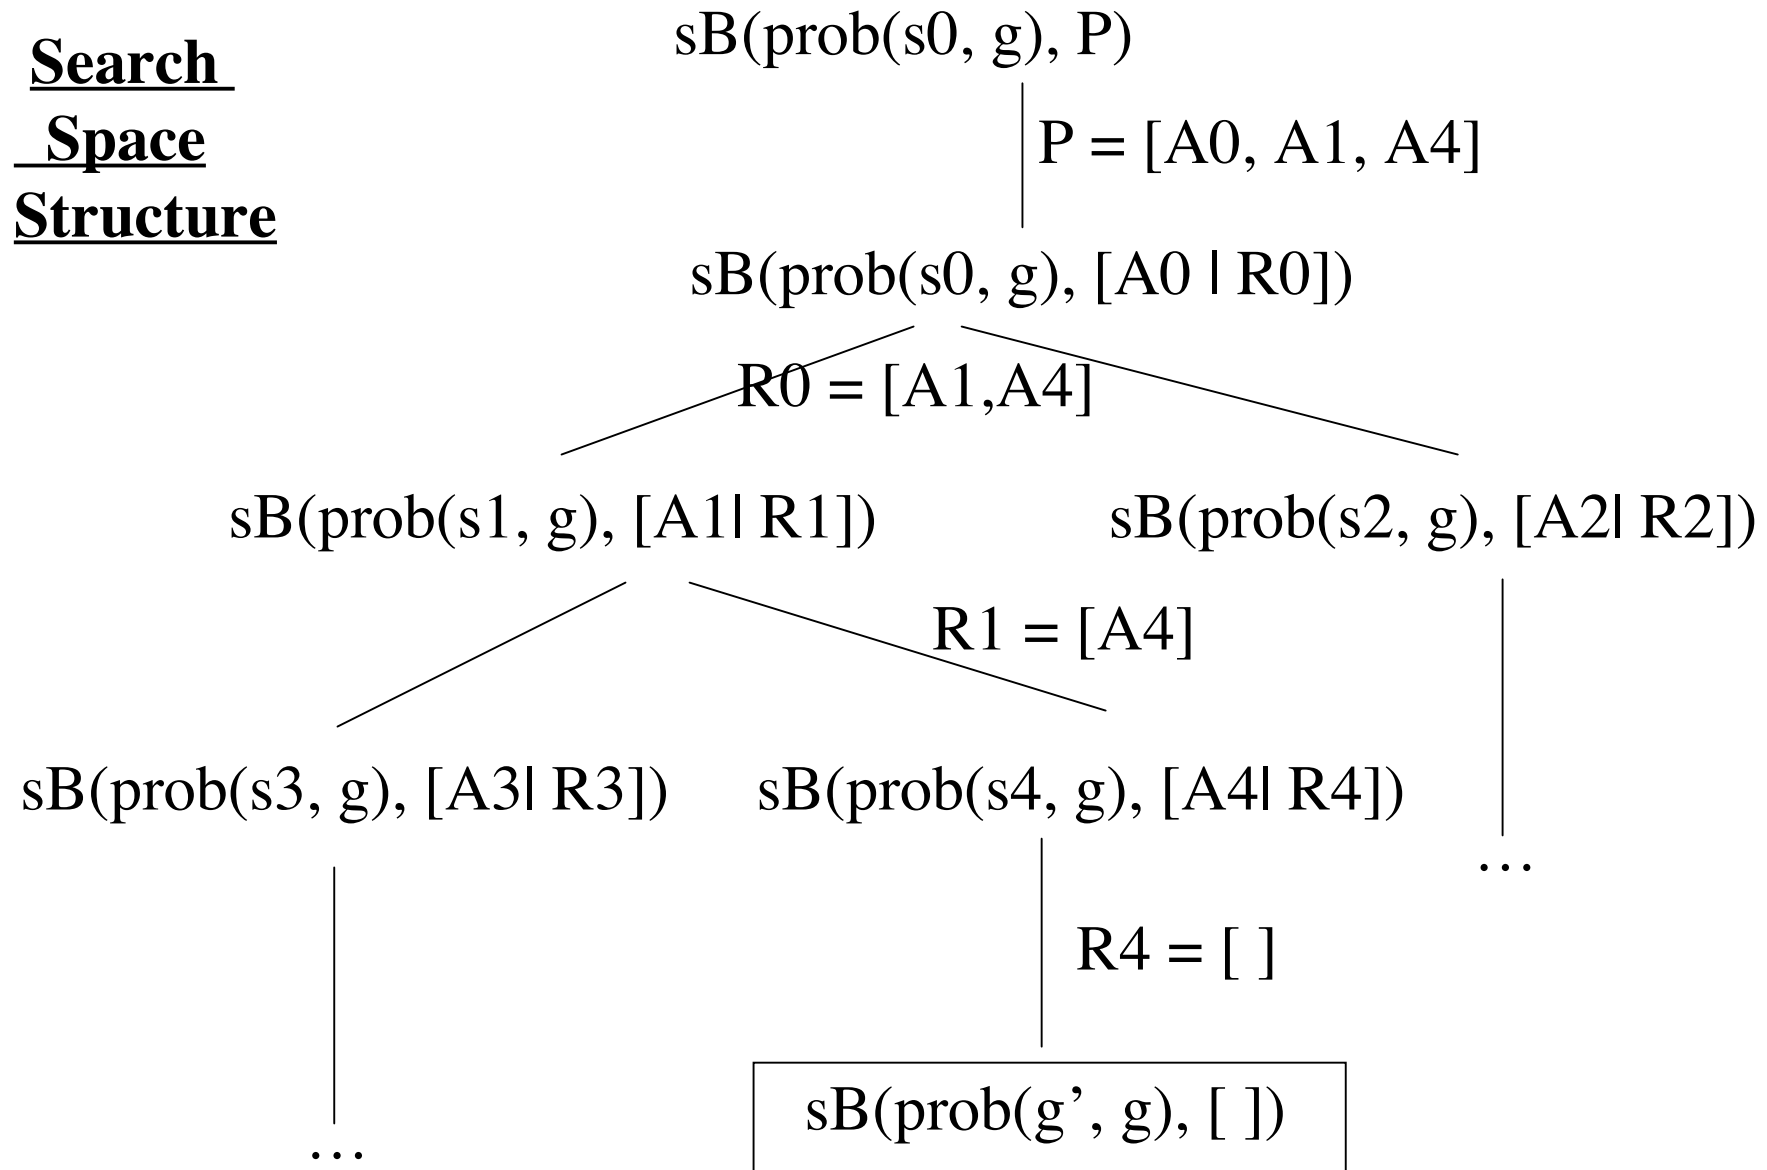 Search
Space
Structure
sB(prob(s0, g), P)
P = [A0, A1, A4]
sB(prob(s0, g), [A0 | R0])
R0 = [A1,A4]
sB(prob(s1, g), [A1| R1])
sB(prob(s2, g), [A2| R2])
R1 = [A4]
sB(prob(s3, g), [A3| R3])
sB(prob(s4, g), [A4| R4])
…
R4 = [ ]
sB(prob(g’, g), [ ])
…